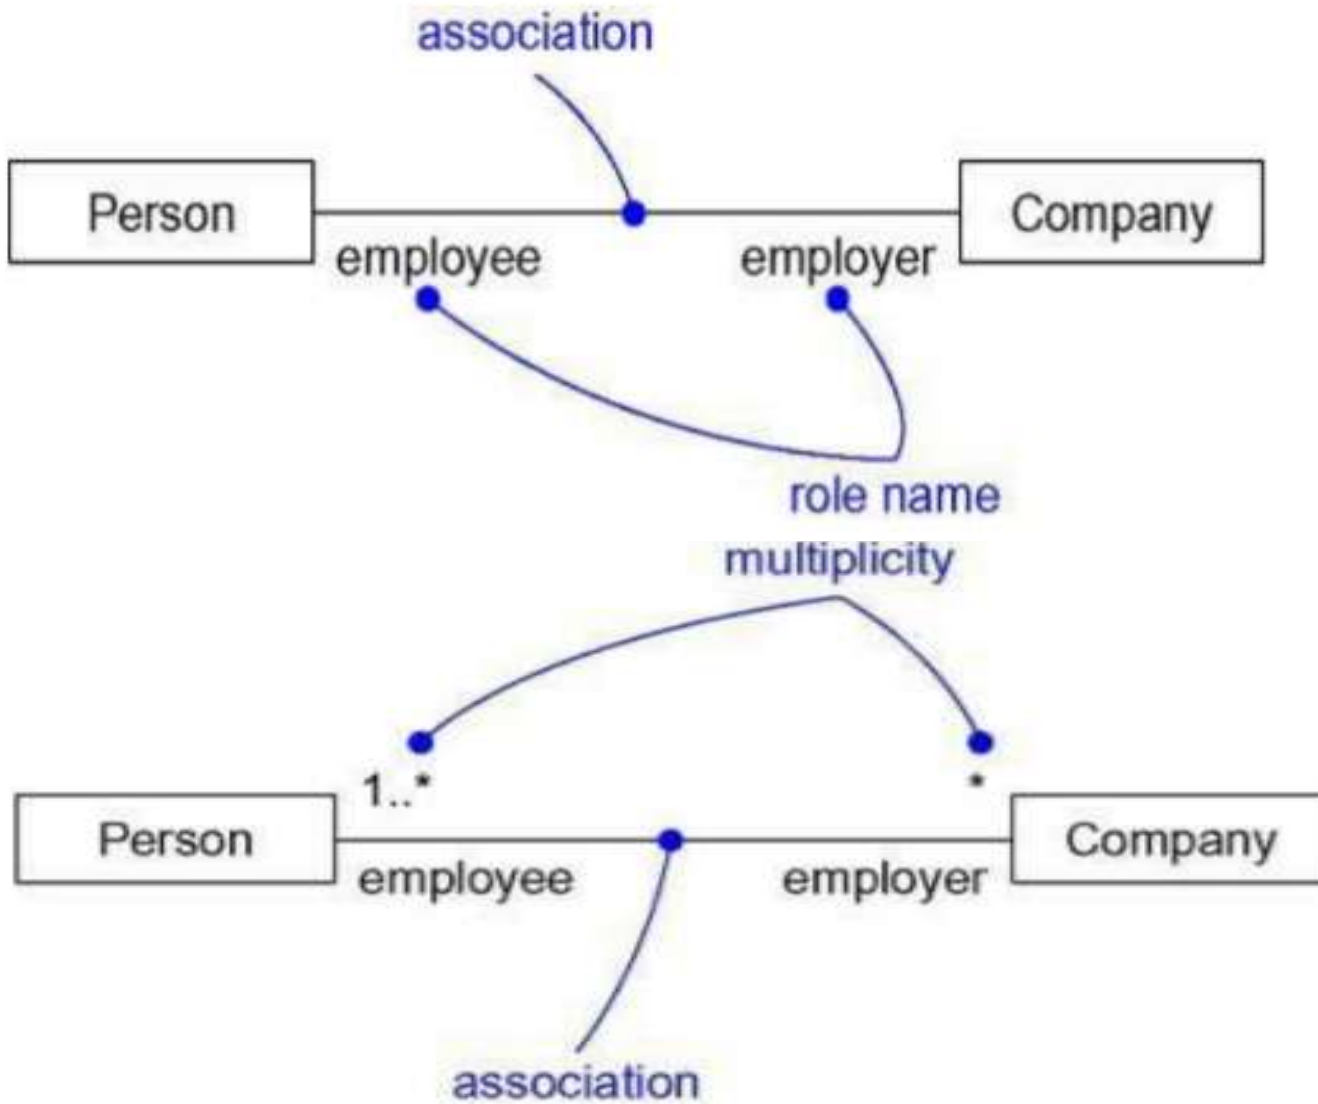 association
Person
Company
employee
employer
role name
multiplicity
1..*
*
Person
Company
employee
employer
association